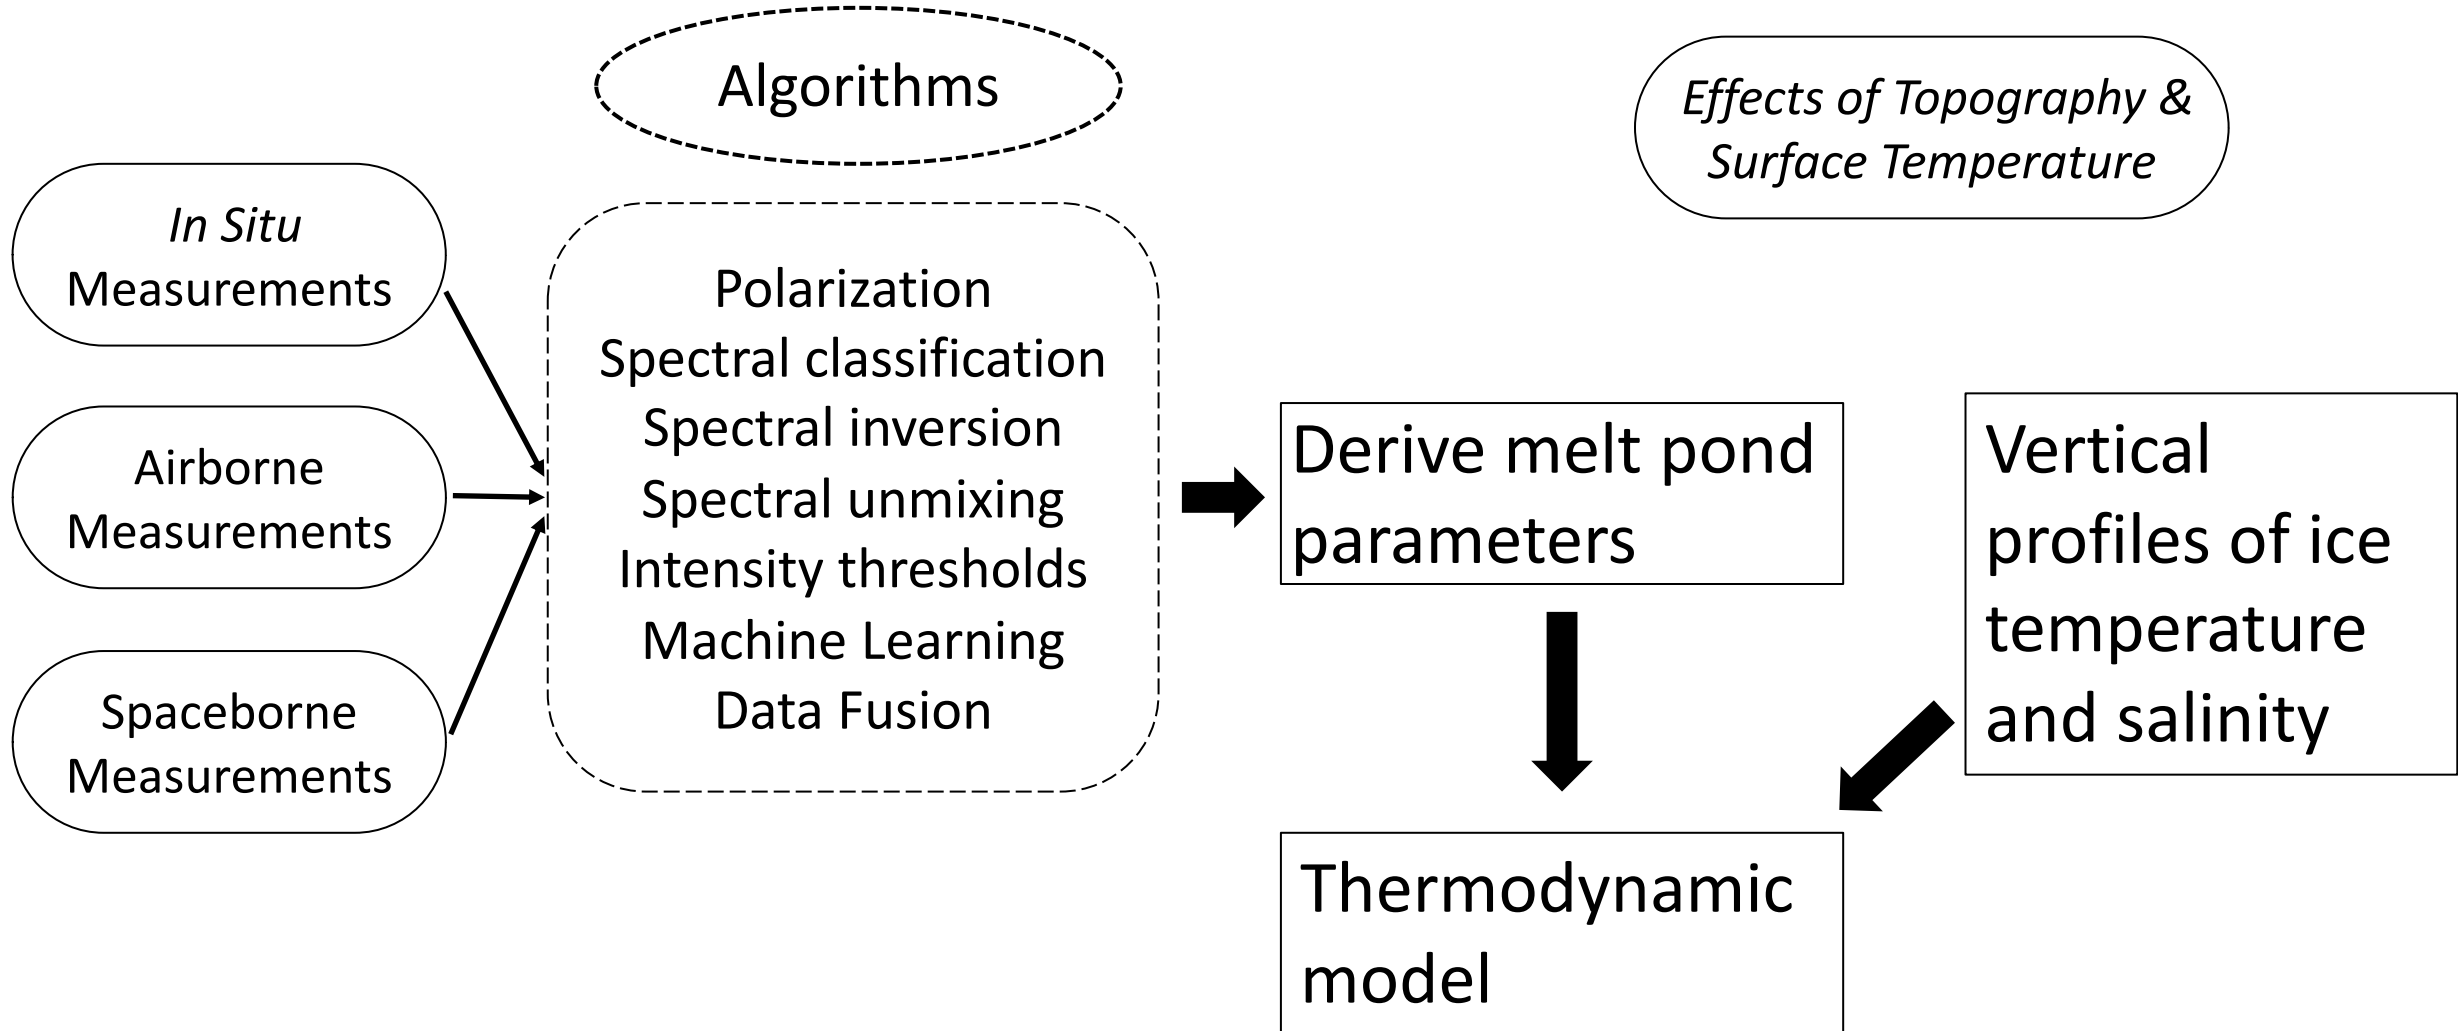 Algorithms
Effects of Topography &
Surface Temperature
In Situ
Measurements
Airborne
Measurements
Spaceborne
Measurements
Polarization
Spectral classification
Spectral inversion
Spectral unmixing
Intensity thresholds
Machine Learning
Data Fusion
Derive melt pond
parameters
Vertical
profiles of ice
temperature
and salinity
Thermodynamic
model